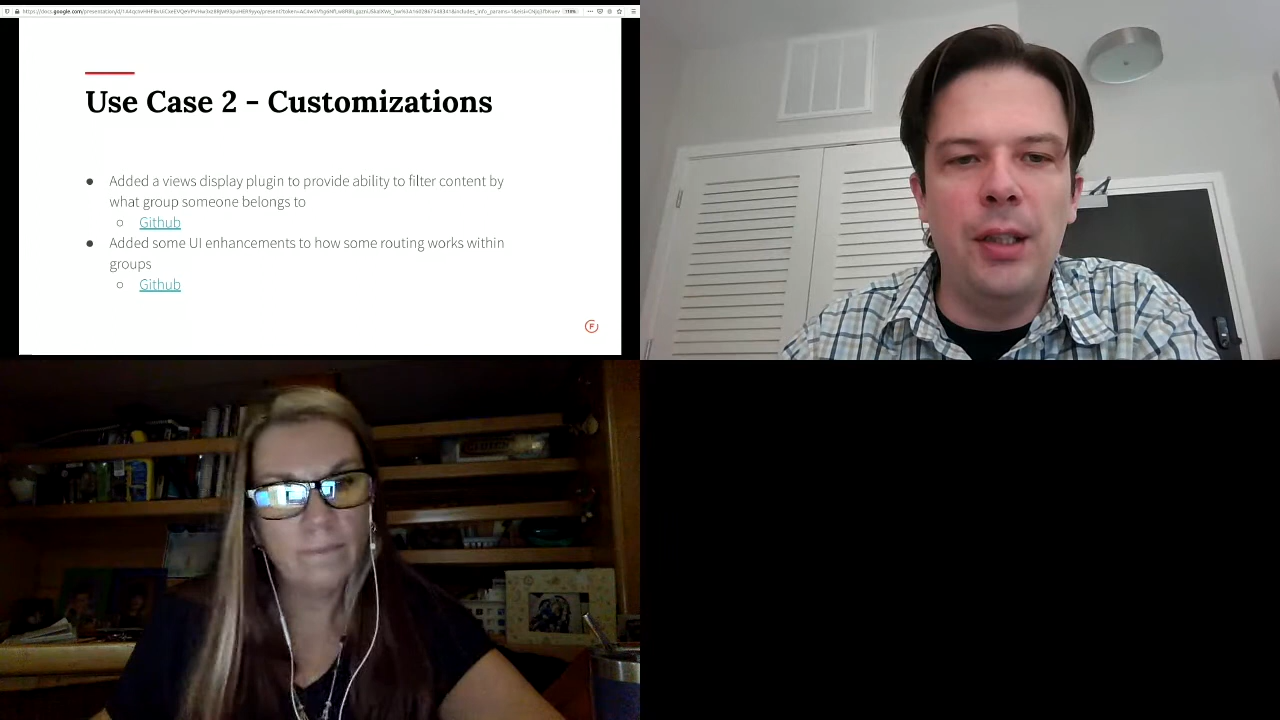 Use Case 2 - Customizations
● Added a views display plugin to provide ability to filter content by
what group someone belongs to
○ Github
● Added some UI enhancements to how some routing works within
groups
○ Github
F